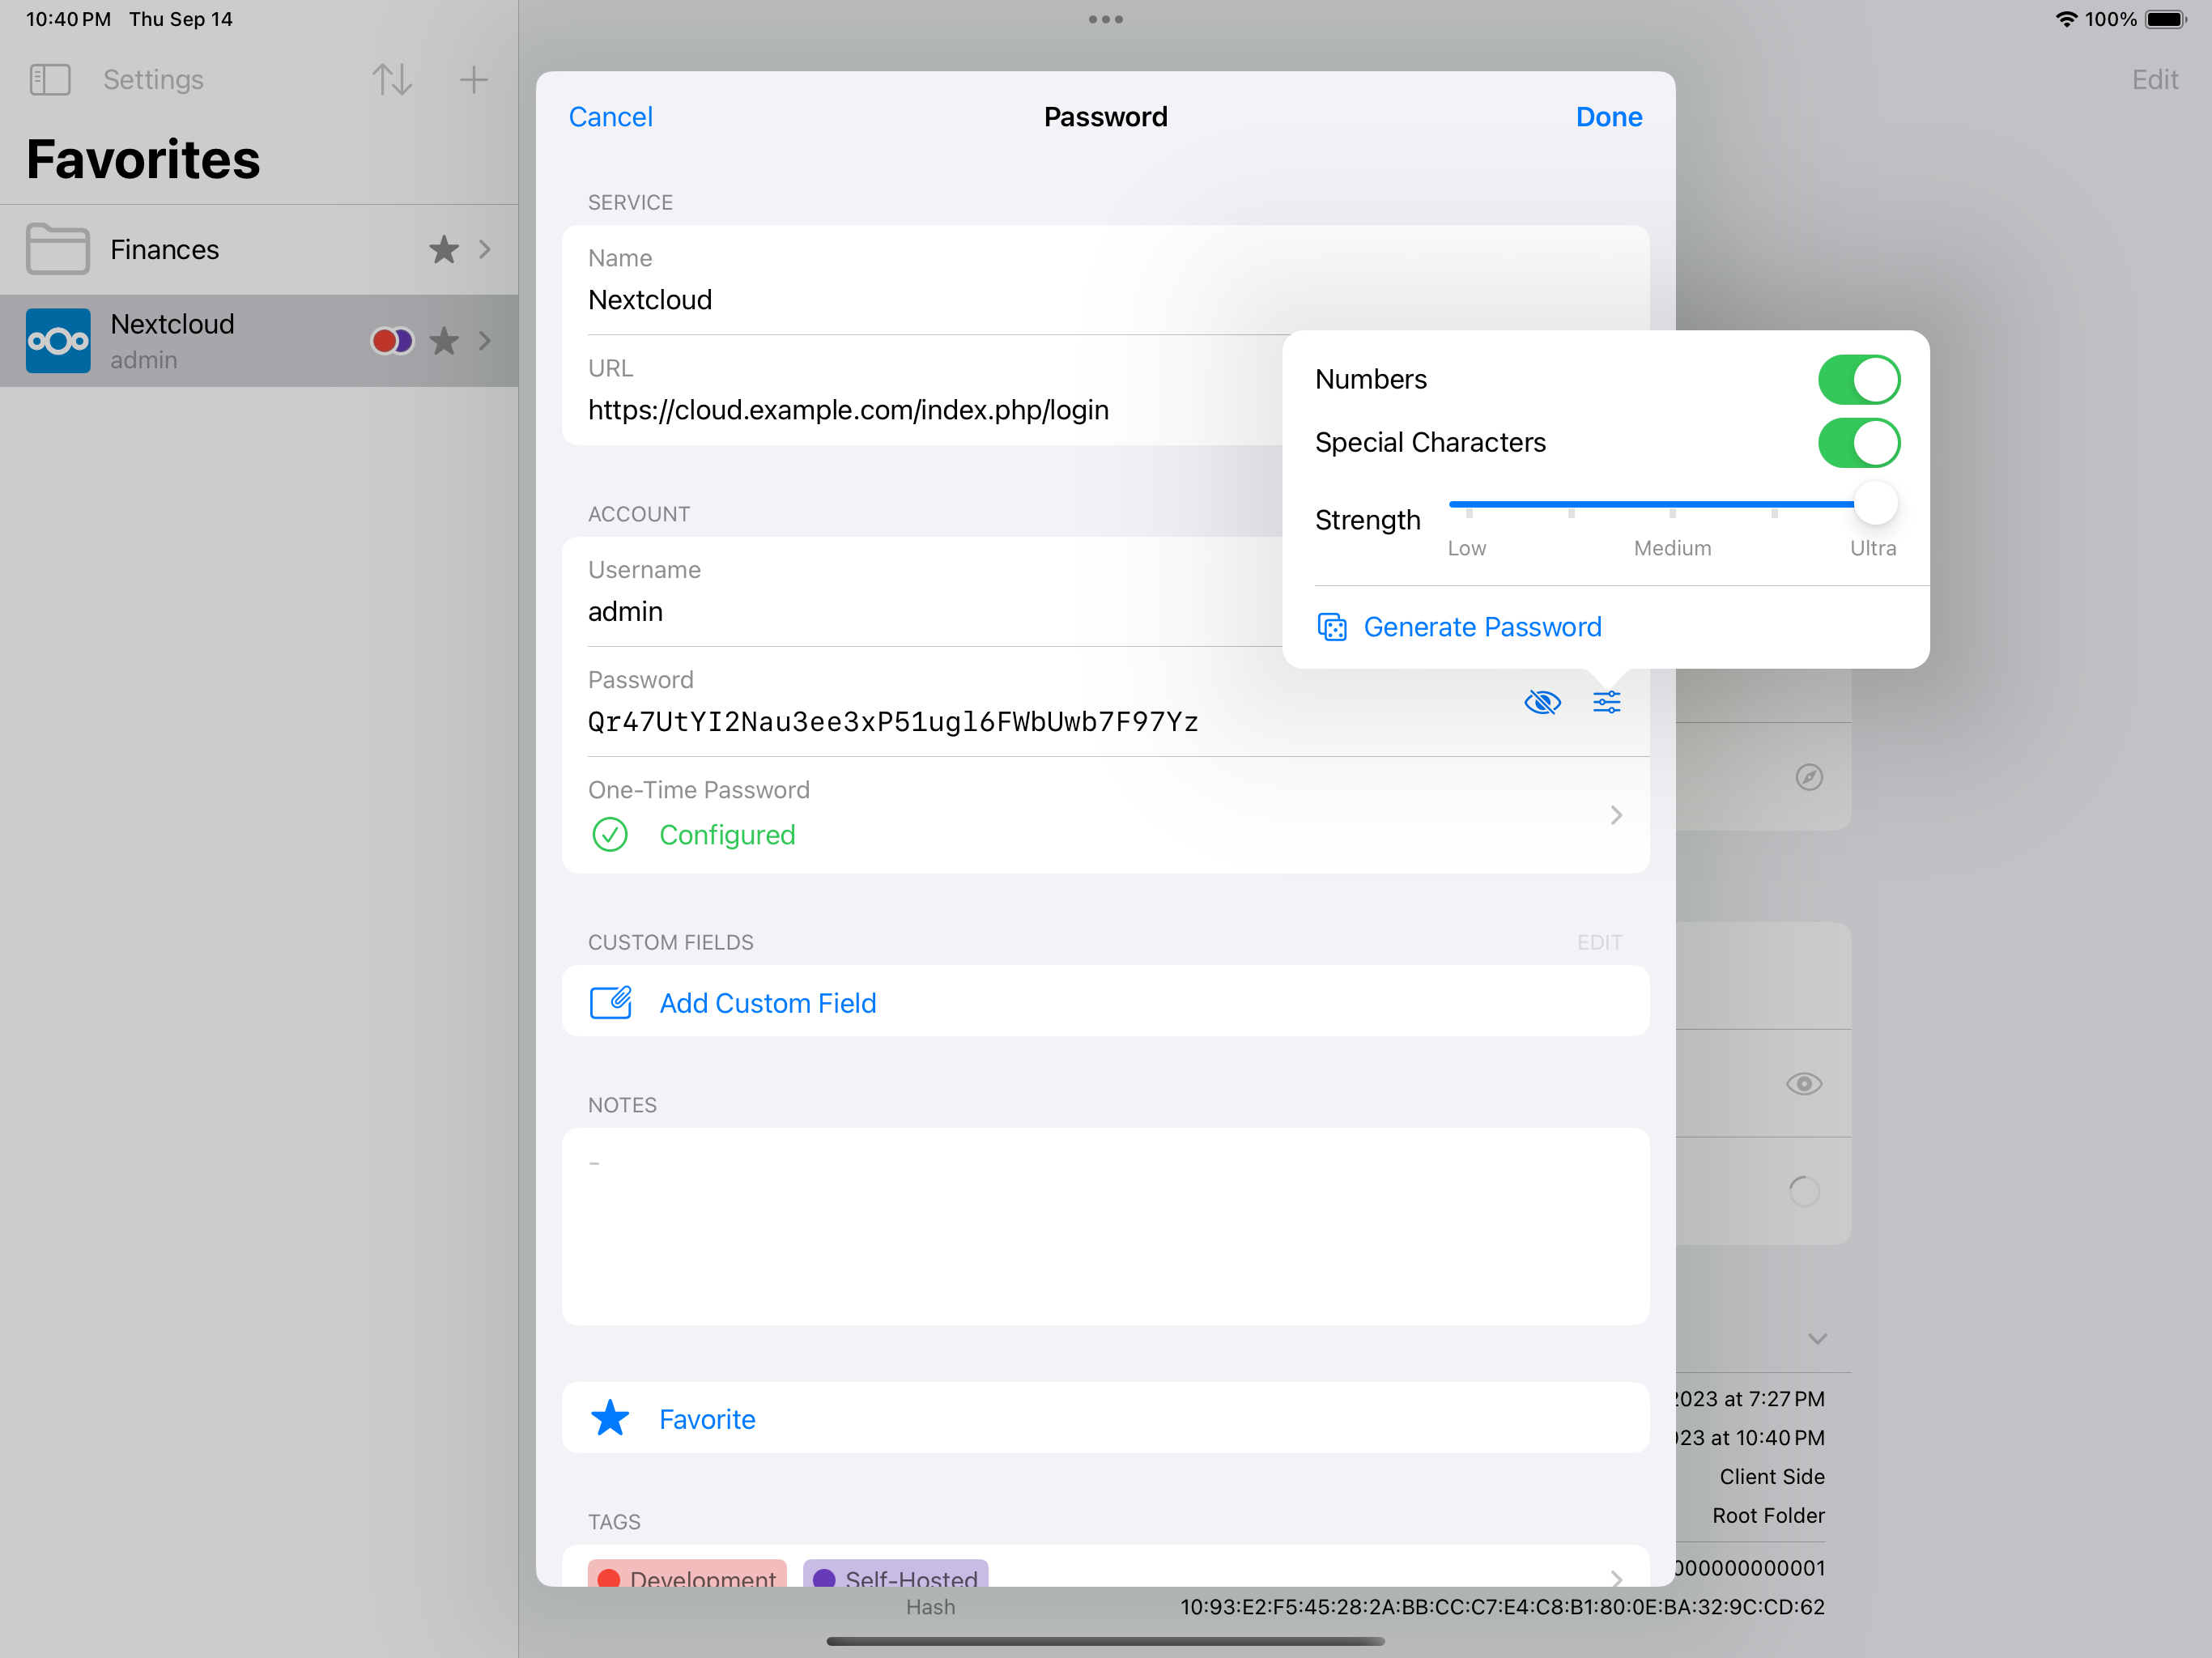 10:40 PM Thu Sep 14
100%
Settings
Edit
Favorites
Finances
Nextcloud
admin
Cancel
Password
Done
SERVICE
Name
Nextcloud
URL
https://cloud.example.com/index.php/login
ACCOUNT
Username
admin
Password
Qr47UtYI2Nau3ee3xP51ugl6FWbUwb7F97Yz
One-Time Password
Configured
CUSTOM FIELDS
EDIT
Add Custom Field
NOTES
-
Favorite
TAGS
Development
Self-Hosted
Numbers
Special Characters
Strength
Low
Medium
Ultra
Generate Password
2023 at 7:27 PM
23 at 10:40 PM
Client Side
Root Folder
000000000001
Hash
10:93:E2:F5:45:28:2A:BB:CC:C7:E4:C8:B1:80:0E:BA:32:9C:CD:62